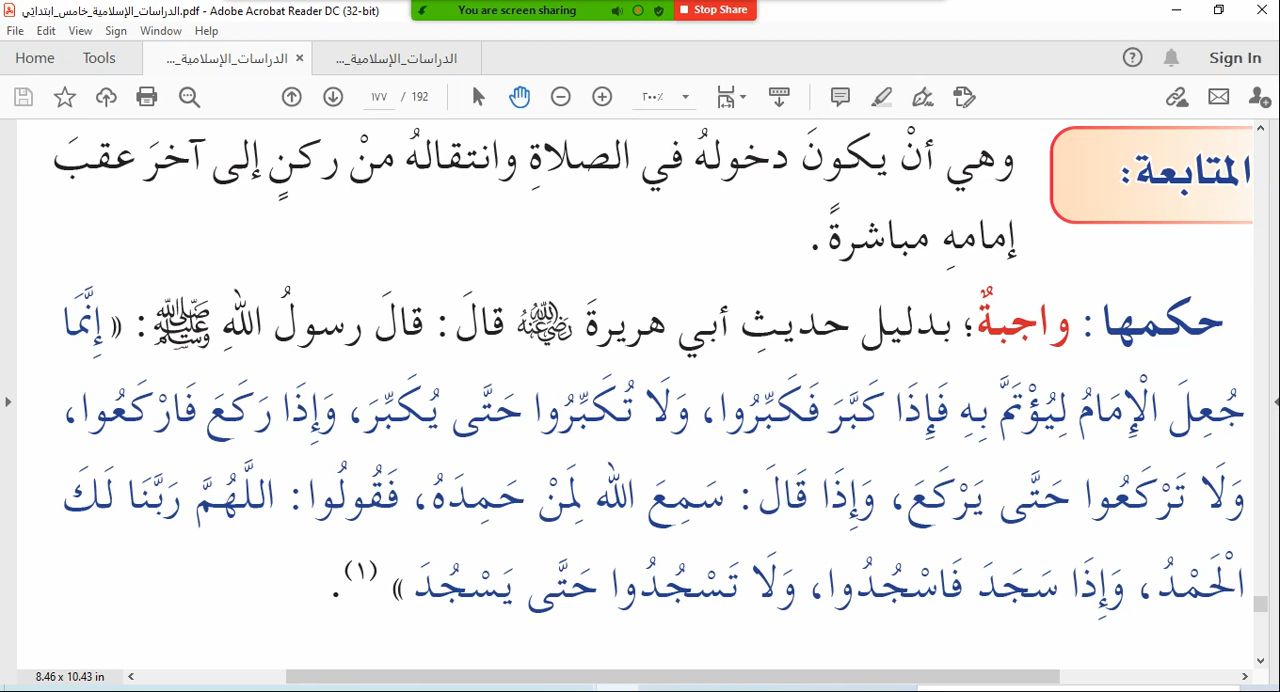 الدراسات_الإسلامية_خامس_ابتدائي.pdf - Adobe Acrobat Reader DC (32-bit)
You are screen sharing
Stop Share
File Edit View Sign Window Help
Home Tools
الدراسات_الإسلامية_... ×
الدراسات_الإسلامية_...
Sign In
١٧٧ / 192
٢٠٠٪
المتابعة:
وهي أنْ يكونَ دخولهُ في الصلاةِ وانتقالهُ منْ ركنٍ إلى آخرَ عقبَ
إمامهِ مباشرةً.
حكمها: واجبةٌ؛ بدليل حديثِ أبي هريرةَ رضي الله عنه قالَ: قالَ رسولُ اللهِ ﷺ: « إِنَّمَا
جُعِلَ الْإِمَامُ لِيُؤْتَمَّ بِهِ فَإِذَا كَبَّرَ فَكَبِّرُوا، وَلَا تُكَبِّرُوا حَتَّى يُكَبِّرَ، وَإِذَا رَكَعَ فَارْكَعُوا،
وَلَا تَرْكَعُوا حَتَّى يَرْكَعَ، وَإِذَا قَالَ: سَمِعَ الله لِمَنْ حَمِدَهُ، فَقُولُوا: اللَّهُمَّ رَبَّنَا لَكَ
الْحَمْدُ، وَإِذَا سَجَدَ فَاسْجُدُوا، وَلَا تَسْجُدُوا حَتَّى يَسْجُدَ » (١).
8.46 x 10.43 in